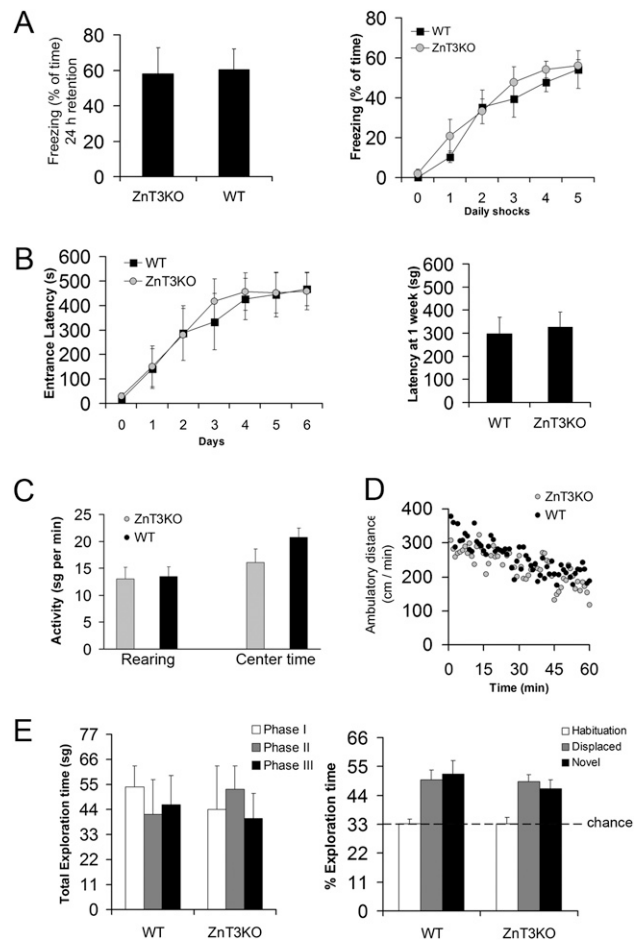 A
Freezing (% of time)
24 h retention
80
60
40
20
0
ZnT3KO WT
Freezing (% of time)
80
60
40
20
0
WT
ZnT3KO
0 1 2 3 4 5
Daily shocks
B
Entrance Latency (s)
600
500
400
300
200
100
0
WT
ZnT3KO
0 1 2 3 4 5 6
Days
Latency at 1 week (sg)
600
500
400
300
200
100
0
WT ZnT3KO
C
Activity (sg per min)
25
20
15
10
5
0
ZnT3KO
WT
Rearing Center time
D
Ambulatory distance
(cm / min)
400
300
200
100
0
ZnT3KO
WT
0 15 30 45 60
Time (min)
E
Total Exploration time (sg)
77
66
55
44
33
22
11
0
Phase I
Phase II
Phase III
WT ZnT3KO
% Exploration time
66
55
44
33
22
11
0
Habituation
Displaced
Novel
chance
WT ZnT3KO